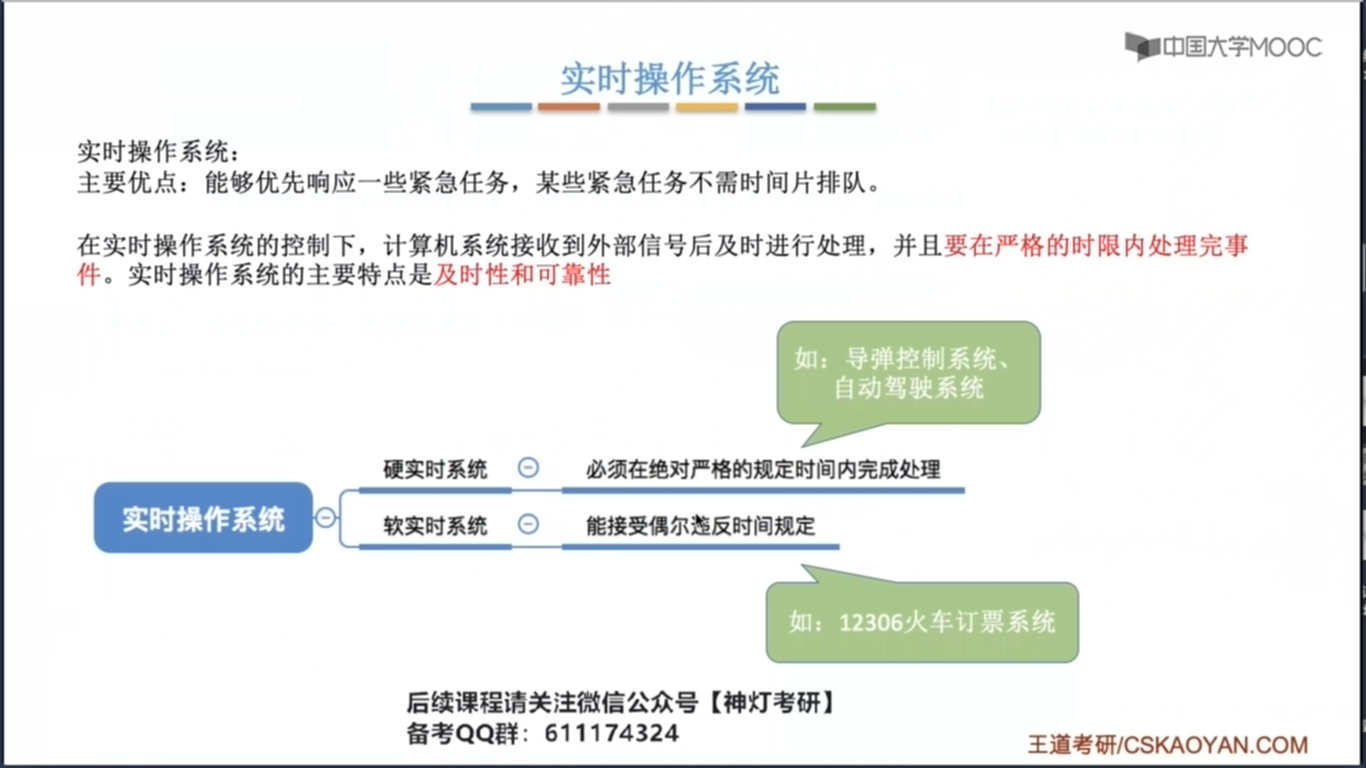 中国大学MOOC
实时操作系统
实时操作系统：
主要优点：能够优先响应一些紧急任务，某些紧急任务不需时间片排队。
在实时操作系统的控制下，计算机系统接收到外部信号后及时进行处理，并且要在严格的时限内处理完事
件。实时操作系统的主要特点是及时性和可靠性
如：导弹控制系统、
自动驾驶系统
硬实时系统
必须在绝对严格的规定时间内完成处理
实时操作系统
软实时系统
能接受偶尔违反时间规定
如：12306火车订票系统
后续课程请关注微信公众号【神灯考研】
备考QQ群：611174324
王道考研/CSKAOYAN.COM